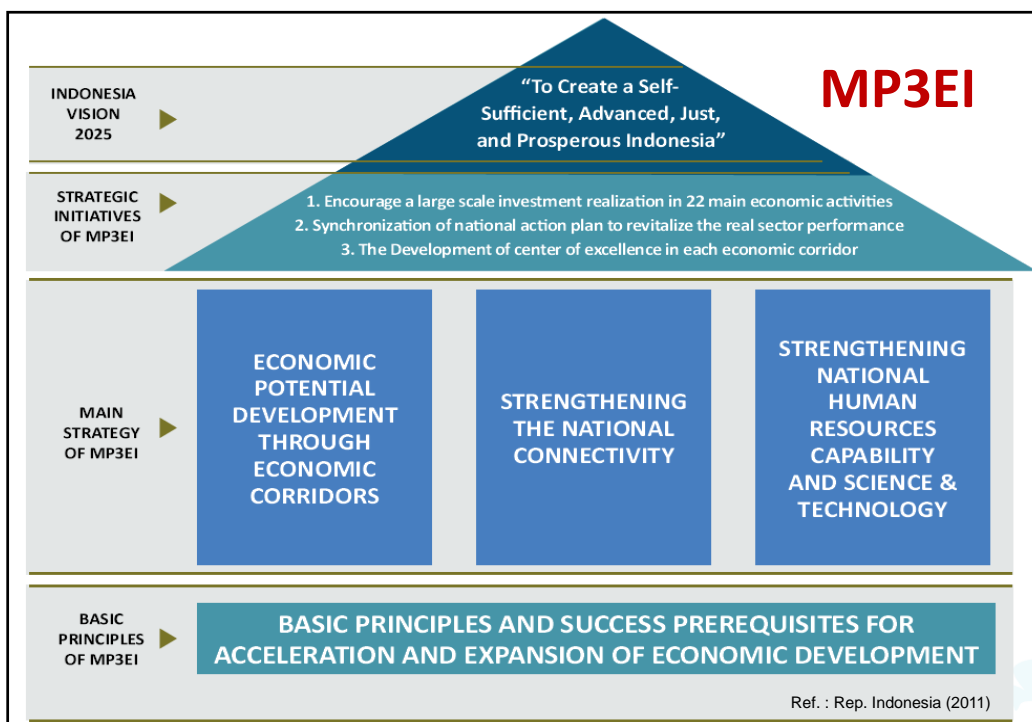 MP3EI
INDONESIA
VISION
2025
“To Create a Self-
Sufficient, Advanced, Just,
and Prosperous Indonesia”
STRATEGIC
INITIATIVES
OF MP3EI
1. Encourage a large scale investment realization in 22 main economic activities
2. Synchronization of national action plan to revitalize the real sector performance
3. The Development of center of excellence in each economic corridor
MAIN
STRATEGY
OF MP3EI
ECONOMIC
POTENTIAL
DEVELOPMENT
THROUGH
ECONOMIC
CORRIDORS
STRENGTHENING
THE NATIONAL
CONNECTIVITY
STRENGTHENING
NATIONAL
HUMAN
RESOURCES
CAPABILITY
AND SCIENCE &
TECHNOLOGY
BASIC
PRINCIPLES
OF MP3EI
BASIC PRINCIPLES AND SUCCESS PREREQUISITES FOR
ACCELERATION AND EXPANSION OF ECONOMIC DEVELOPMENT
Ref. : Rep. Indonesia (2011)